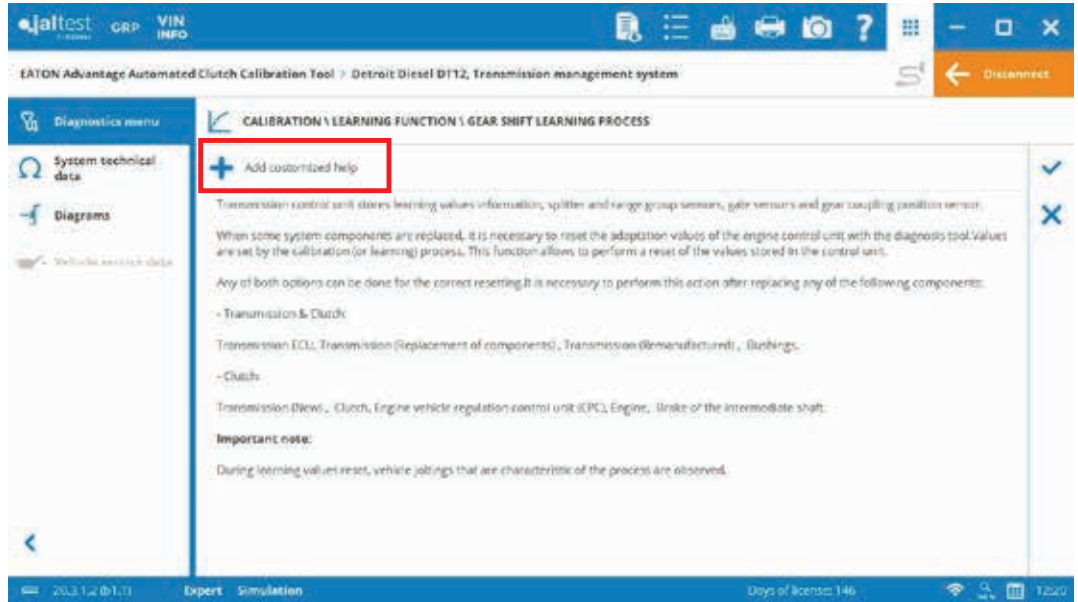 jaltest GRP VIN INFO
?
EATON Advantage Automated Clutch Calibration Tool > Detroit Diesel DT12, Transmission management system
Disconnect
Diagnostics menu
CALIBRATION \ LEARNING FUNCTION \ GEAR SHIFT LEARNING PROCESS
System technical data
Add customized help
Diagrams
Vehicle service data
Transmission control unit stores learning values information, splitter and range group sensors, gate sensors and gear coupling position sensor.
When some system components are replaced, it is necessary to reset the adaptation values of the engine control unit with the diagnosis tool.Values
are set by the calibration (or learning) process. This function allows to perform a reset of the values stored in the control unit.
Any of both options can be done for the correct resetting.It is necessary to perform this action after replacing any of the following components:
- Transmission & Clutch:
Transmission ECU, Transmission (Replacement of components), Transmission (Remanufactured), Bushings.
- Clutch:
Transmission (New), Clutch, Engine vehicle regulation control unit (CPC), Engine, Brake of the intermediate shaft.
Important note:
During learning values reset, vehicle joltings that are characteristic of the process are observed.
20.3.1.2 (b1.1)
Expert Simulation
Days of license: 146
12:20